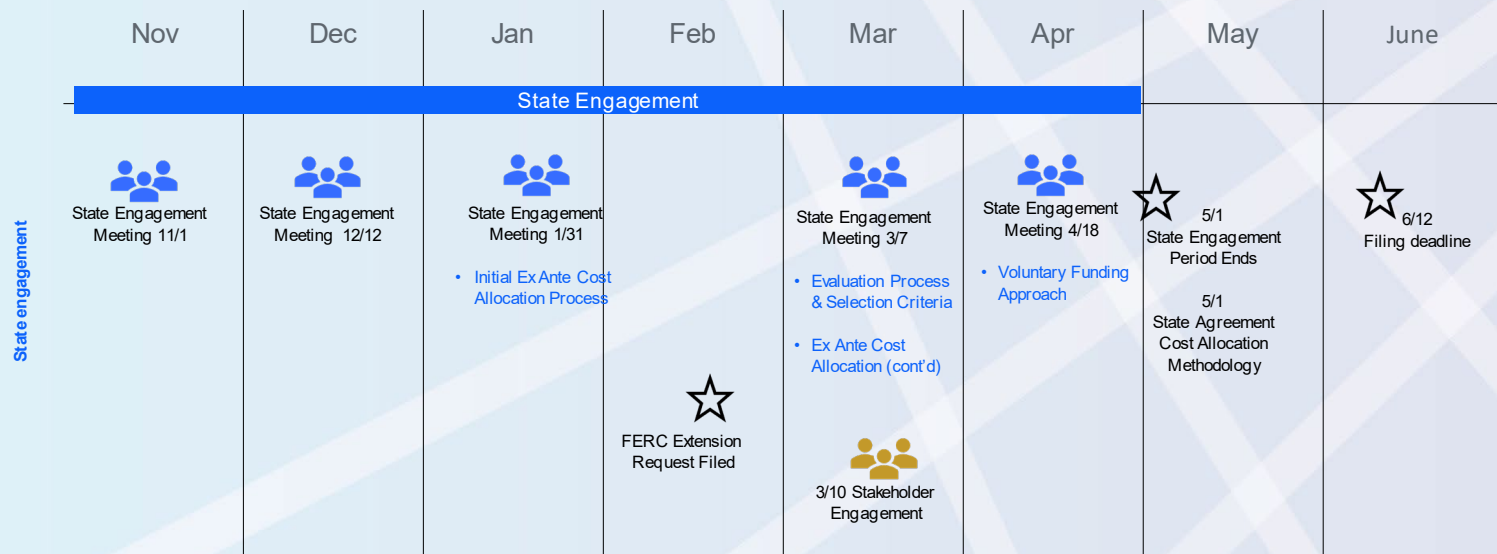 Nov
Dec
Jan
Feb
Mar
Apr
May
June
State Engagement
State engagement
State Engagement
Meeting 11/1
State Engagement
Meeting 12/12
State Engagement
Meeting 1/31
• Initial Ex Ante Cost
Allocation Process
FERC Extension
Request Filed
State Engagement
Meeting 3/7
• Evaluation Process
& Selection Criteria
• Ex Ante Cost
Allocation (cont'd)
3/10 Stakeholder
Engagement
State Engagement
Meeting 4/18
• Voluntary Funding
Approach
5/1
State Engagement
Period Ends
5/1
State Agreement
Cost Allocation
Methodology
6/12
Filing deadline